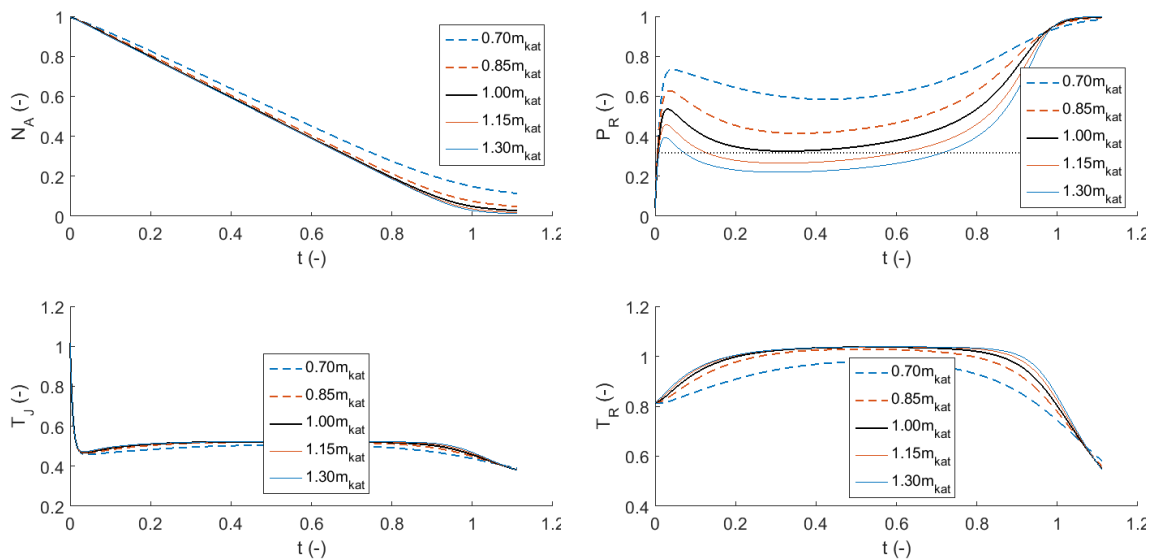 1
0.8
0.6
0.4
0.2
0
N_A (-)
0 0.2 0.4 0.6 0.8 1 1.2
t (-)
0.70m_kat
0.85m_kat
1.00m_kat
1.15m_kat
1.30m_kat
1
0.8
0.6
0.4
0.2
0
P_R (-)
0 0.2 0.4 0.6 0.8 1 1.2
t (-)
0.70m_kat
0.85m_kat
1.00m_kat
1.15m_kat
1.30m_kat
1.2
1
0.8
0.6
0.4
0.2
T_J (-)
0 0.2 0.4 0.6 0.8 1 1.2
t (-)
0.70m_kat
0.85m_kat
1.00m_kat
1.15m_kat
1.30m_kat
1.2
1
0.8
0.6
0.4
T_R (-)
0 0.2 0.4 0.6 0.8 1 1.2
t (-)
0.70m_kat
0.85m_kat
1.00m_kat
1.15m_kat
1.30m_kat